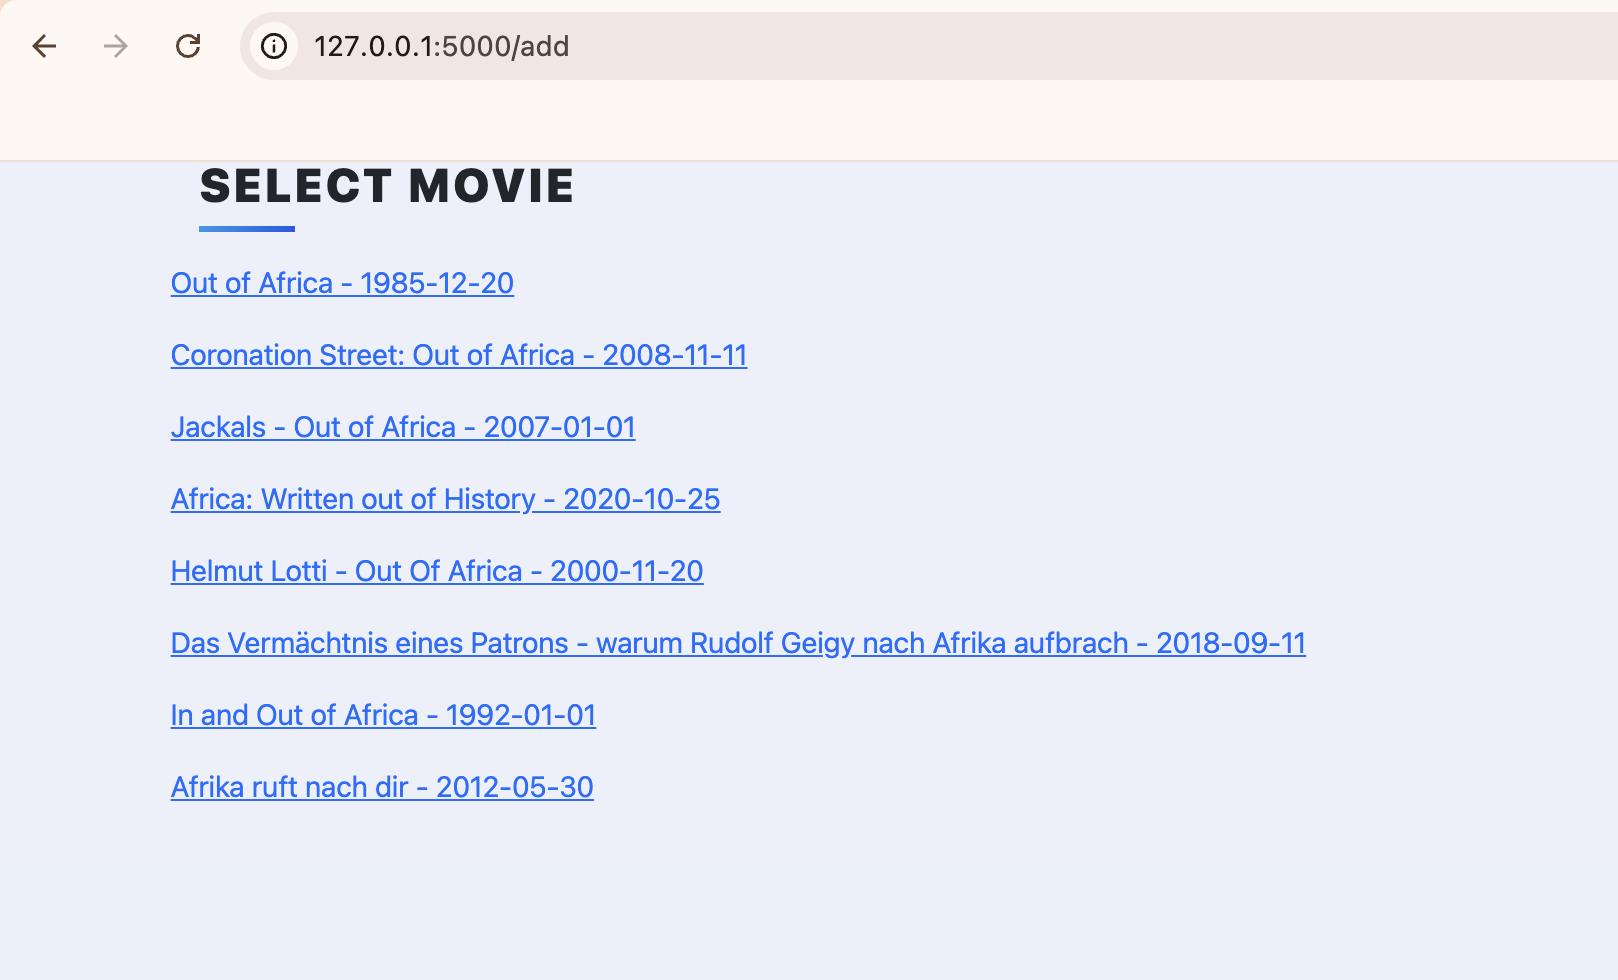 127.0.0.1:5000/add
SELECT MOVIE
Out of Africa - 1985-12-20
Coronation Street: Out of Africa - 2008-11-11
Jackals - Out of Africa - 2007-01-01
Africa: Written out of History - 2020-10-25
Helmut Lotti - Out Of Africa - 2000-11-20
Das Vermächtnis eines Patrons - warum Rudolf Geigy nach Afrika aufbrach - 2018-09-11
In and Out of Africa - 1992-01-01
Afrika ruft nach dir - 2012-05-30